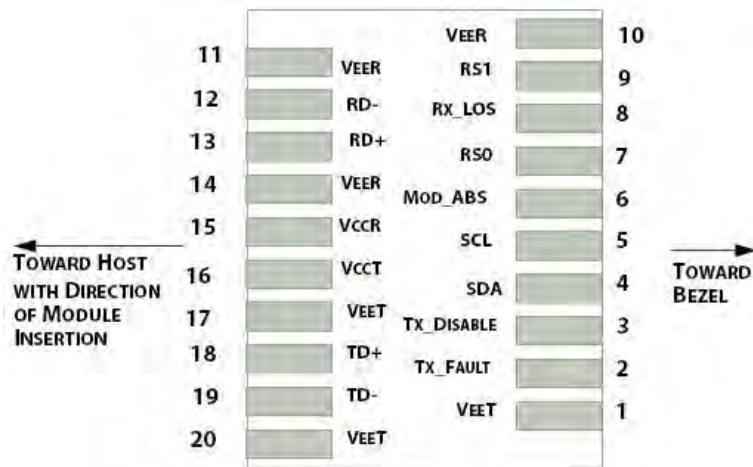 11 VEER
12 RD-
13 RD+
14 VEER
15 VCCR
16 VCCT
17 VEET
18 TD+
19 TD-
20 VEET
VEER 10
RS1 9
RX_LOS 8
RS0 7
MOD_ABS 6
SCL 5
SDA 4
TX_DISABLE 3
TX_FAULT 2
VEET 1
TOWARD HOST
WITH DIRECTION
OF MODULE
INSERTION
TOWARD
BEZEL